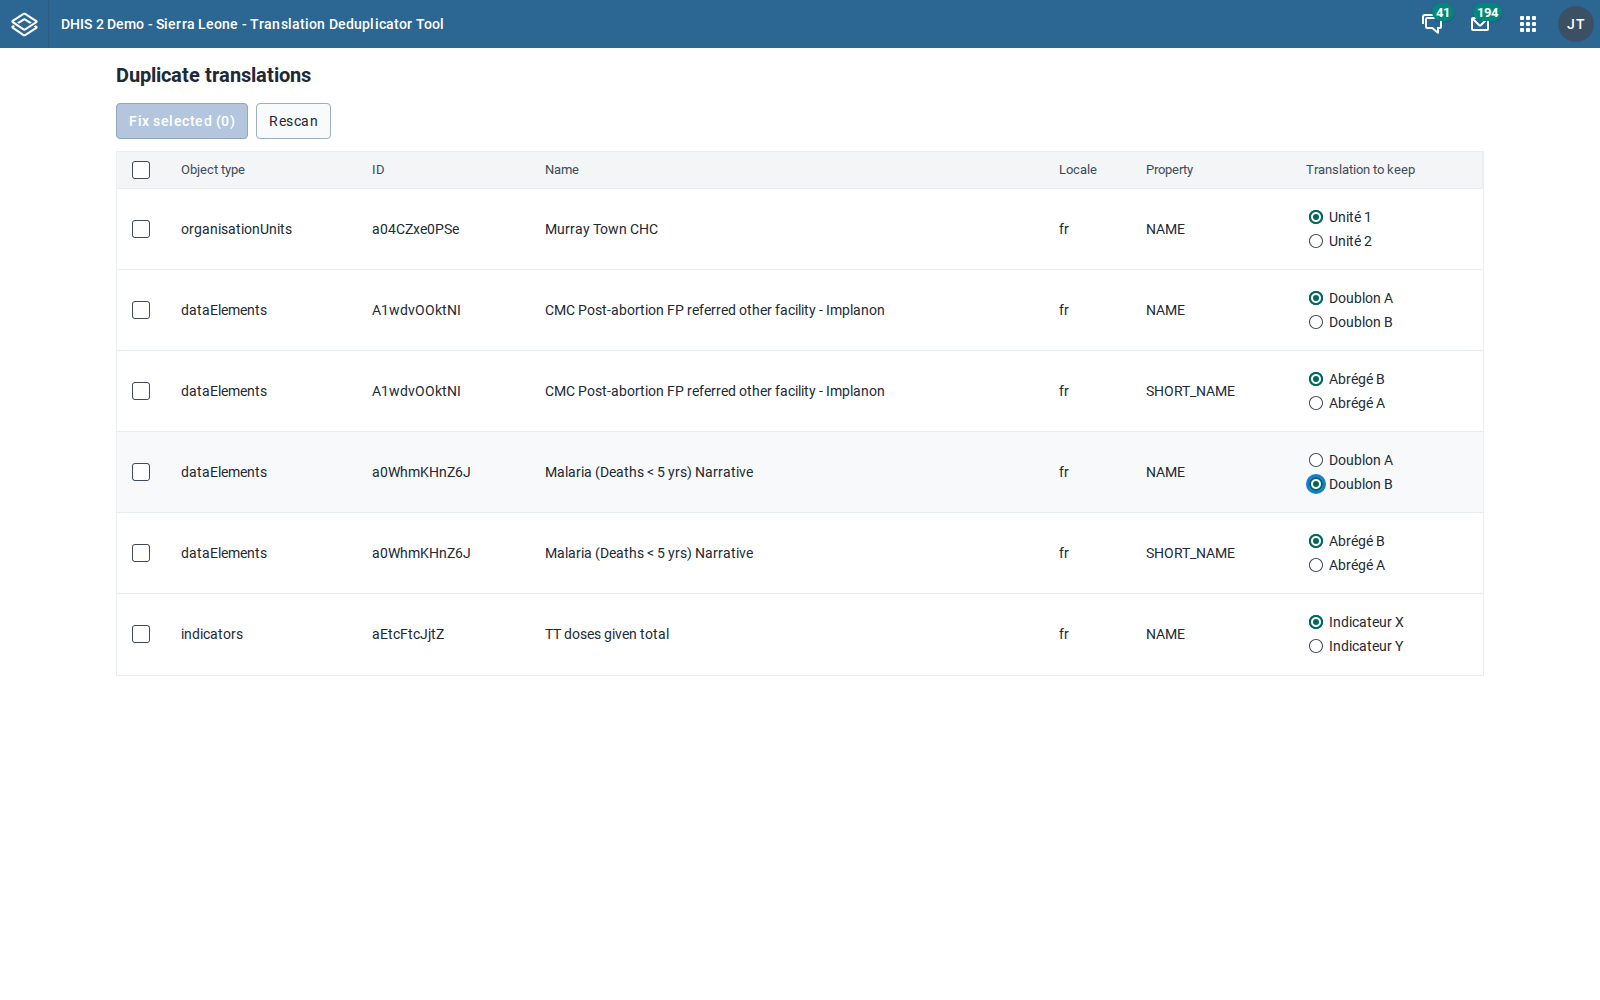 DHIS 2 Demo - Sierra Leone - Translation Deduplicator Tool
41
194
JT
Duplicate translations
Fix selected (0)
Rescan
Object type ID Name Locale Property Translation to keep
organisationUnits a04CZxe0PSe Murray Town CHC fr NAME
Unité 1
Unité 2
dataElements A1wdvOOktNI CMC Post-abortion FP referred other facility - Implanon fr NAME
Doublon A
Doublon B
dataElements A1wdvOOktNI CMC Post-abortion FP referred other facility - Implanon fr SHORT_NAME
Abrégé B
Abrégé A
dataElements a0WhmKHnZ6J Malaria (Deaths < 5 yrs) Narrative fr NAME
Doublon A
Doublon B
dataElements a0WhmKHnZ6J Malaria (Deaths < 5 yrs) Narrative fr SHORT_NAME
Abrégé B
Abrégé A
indicators aEtcFtcJjtZ TT doses given total fr NAME
Indicateur X
Indicateur Y